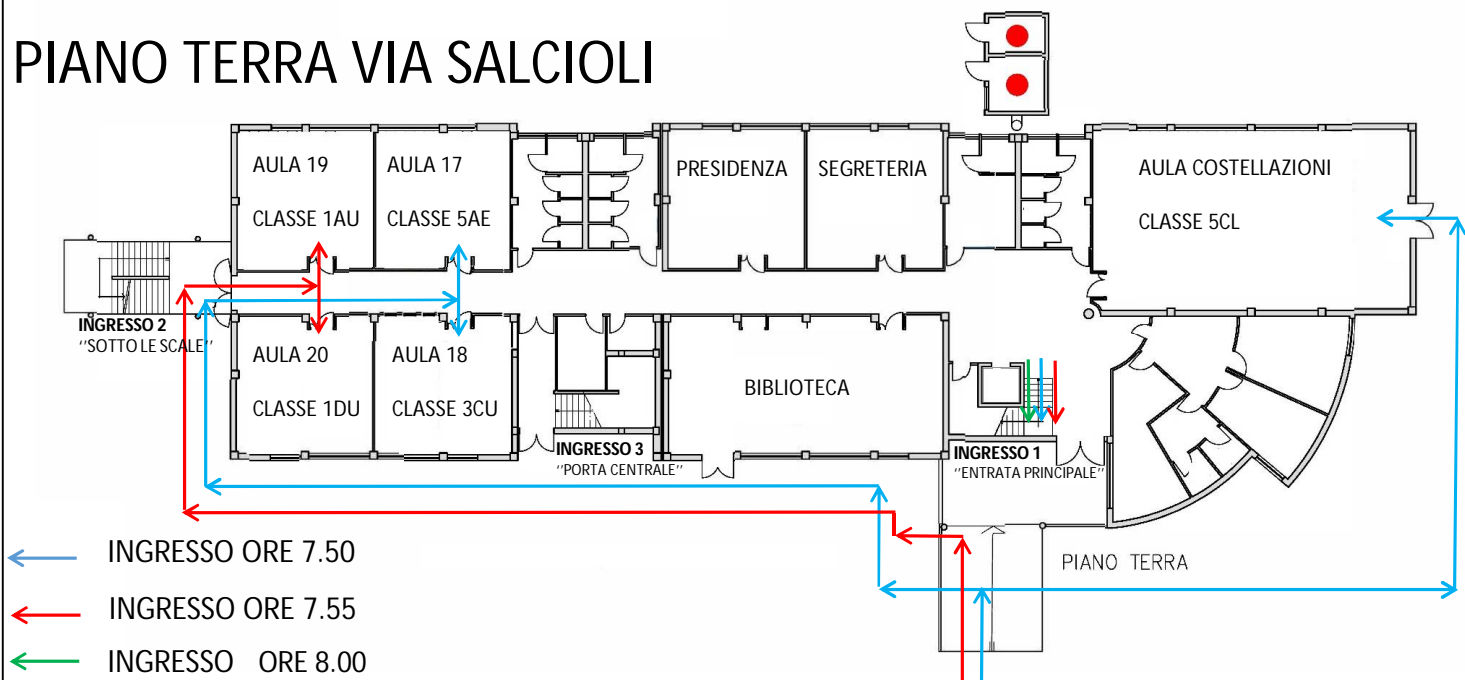 PIANO TERRA VIA SALCIOLI
AULA 19
CLASSE 1AU
AULA 17
CLASSE 5AE
PRESIDENZA
SEGRETERIA
AULA COSTELLAZIONI
CLASSE 5CL
INGRESSO 2
''SOTTO LE SCALE''
AULA 20
CLASSE 1DU
AULA 18
CLASSE 3CU
BIBLIOTECA
INGRESSO 3
''PORTA CENTRALE''
INGRESSO 1
''ENTRATA PRINCIPALE''
PIANO TERRA
INGRESSO ORE 7.50
INGRESSO ORE 7.55
INGRESSO ORE 8.00